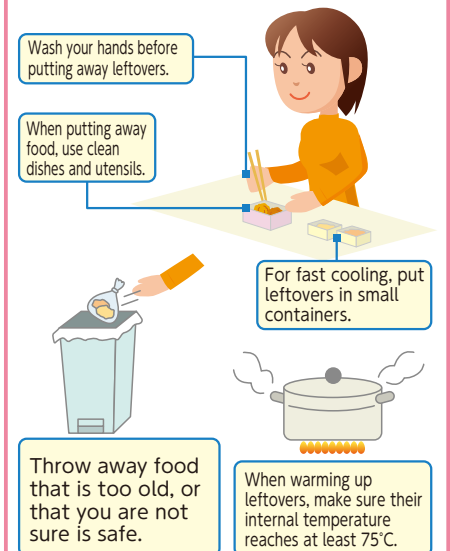 Wash your hands before
putting away leftovers.
When putting away
food, use clean
dishes and utensils.
For fast cooling, put
leftovers in small
containers.
Throw away food
that is too old, or
that you are not
sure is safe.
When warming up
leftovers, make sure their
internal temperature
reaches at least 75°C.